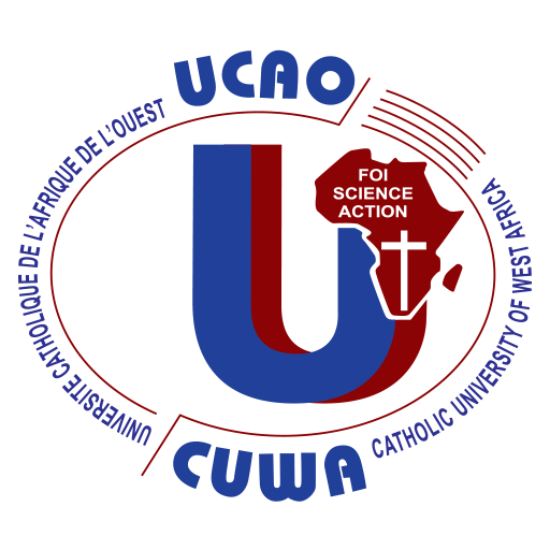 UCAO
UNIVERSITE CATHOLIQUE DE L'AFRIQUE DE L'OUEST
U
FOI
SCIENCE
ACTION
CATHOLIC UNIVERSITY OF WEST AFRICA
CUWA